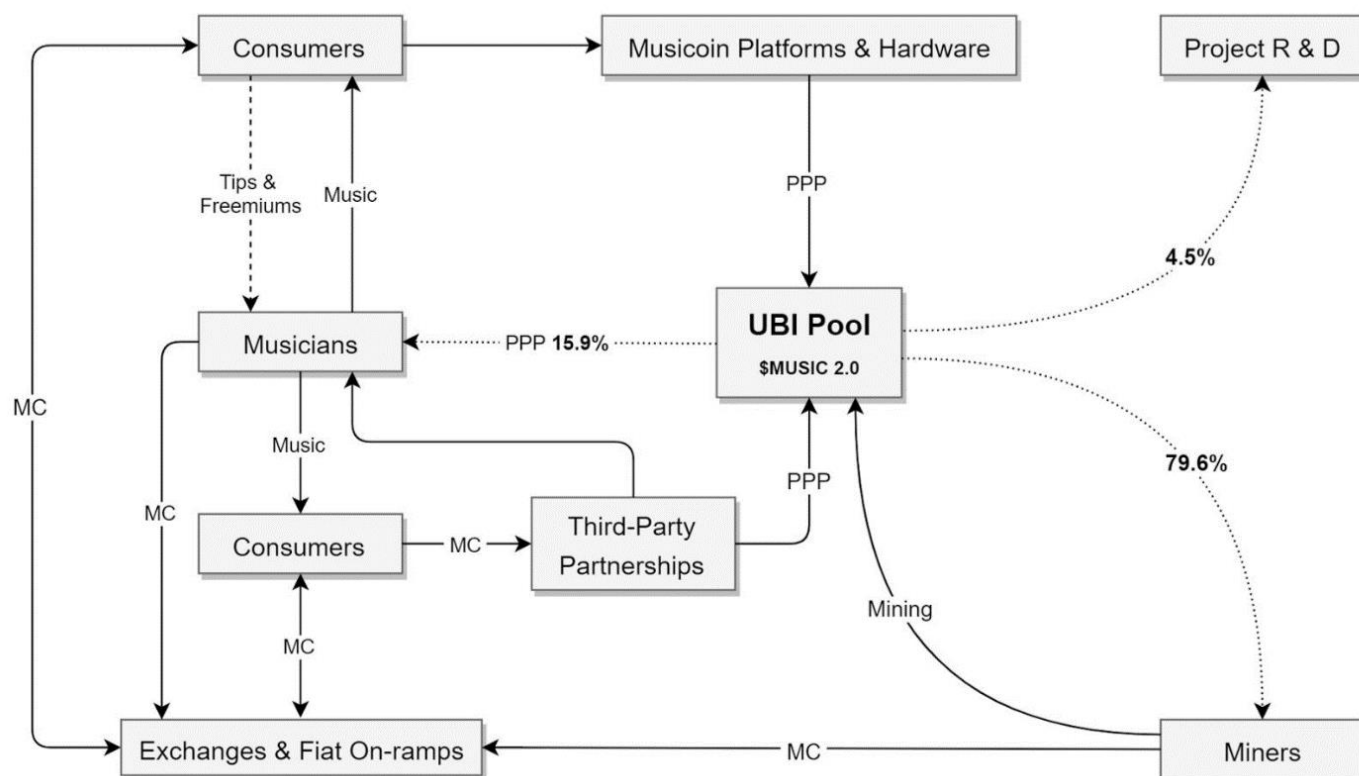 Consumers
Musicoin Platforms & Hardware
Project R & D
Tips &
Freemiums
Music
PPP
4.5%
UBI Pool
$MUSIC 2.0
Musicians
PPP 15.9%
MC
Music
MC
PPP
79.6%
Consumers
MC
Third-Party
Partnerships
Mining
MC
Exchanges & Fiat On-ramps
MC
Miners